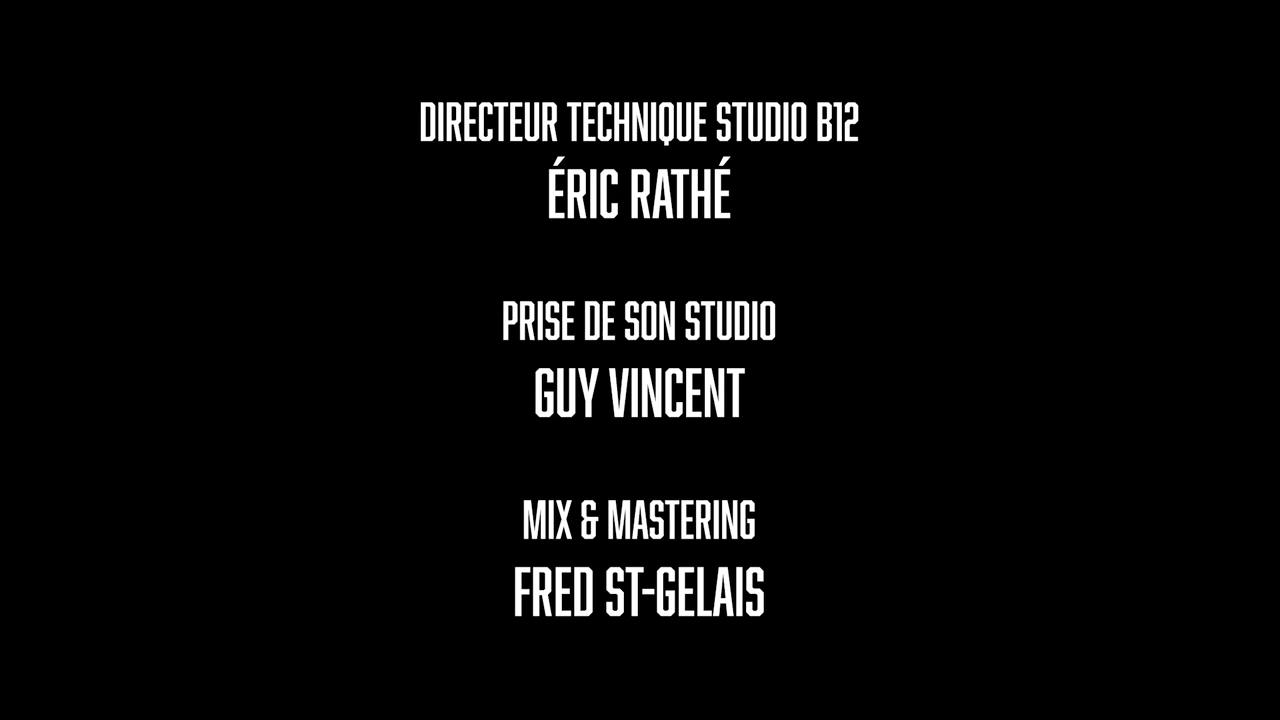 DIRECTEUR TECHNIQUE STUDIO B12
ÉRIC RATHÉ
PRISE DE SON STUDIO
GUY VINCENT
MIX & MASTERING
FRED ST-GELAIS